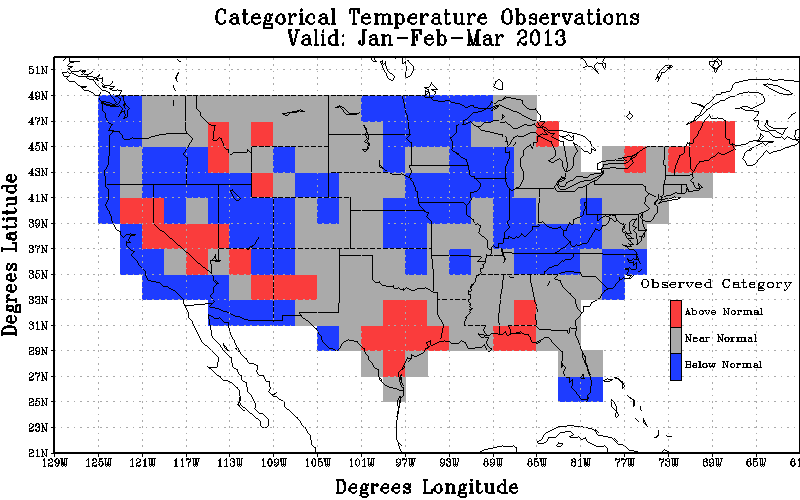 Categorical Temperature Observations
Valid: Jan-Feb-Mar 2013
51N
49N
47N
45N
43N
41N
39N
37N
35N
33N
31N
29N
27N
25N
23N
21N
Degrees Latitude
Observed Category
Above Normal
Near Normal
Below Normal
129W 125W 121W 117W 113W 109W 105W 101W 97W 93W 89W 85W 81W 77W 73W 69W 65W 61
Degrees Longitude